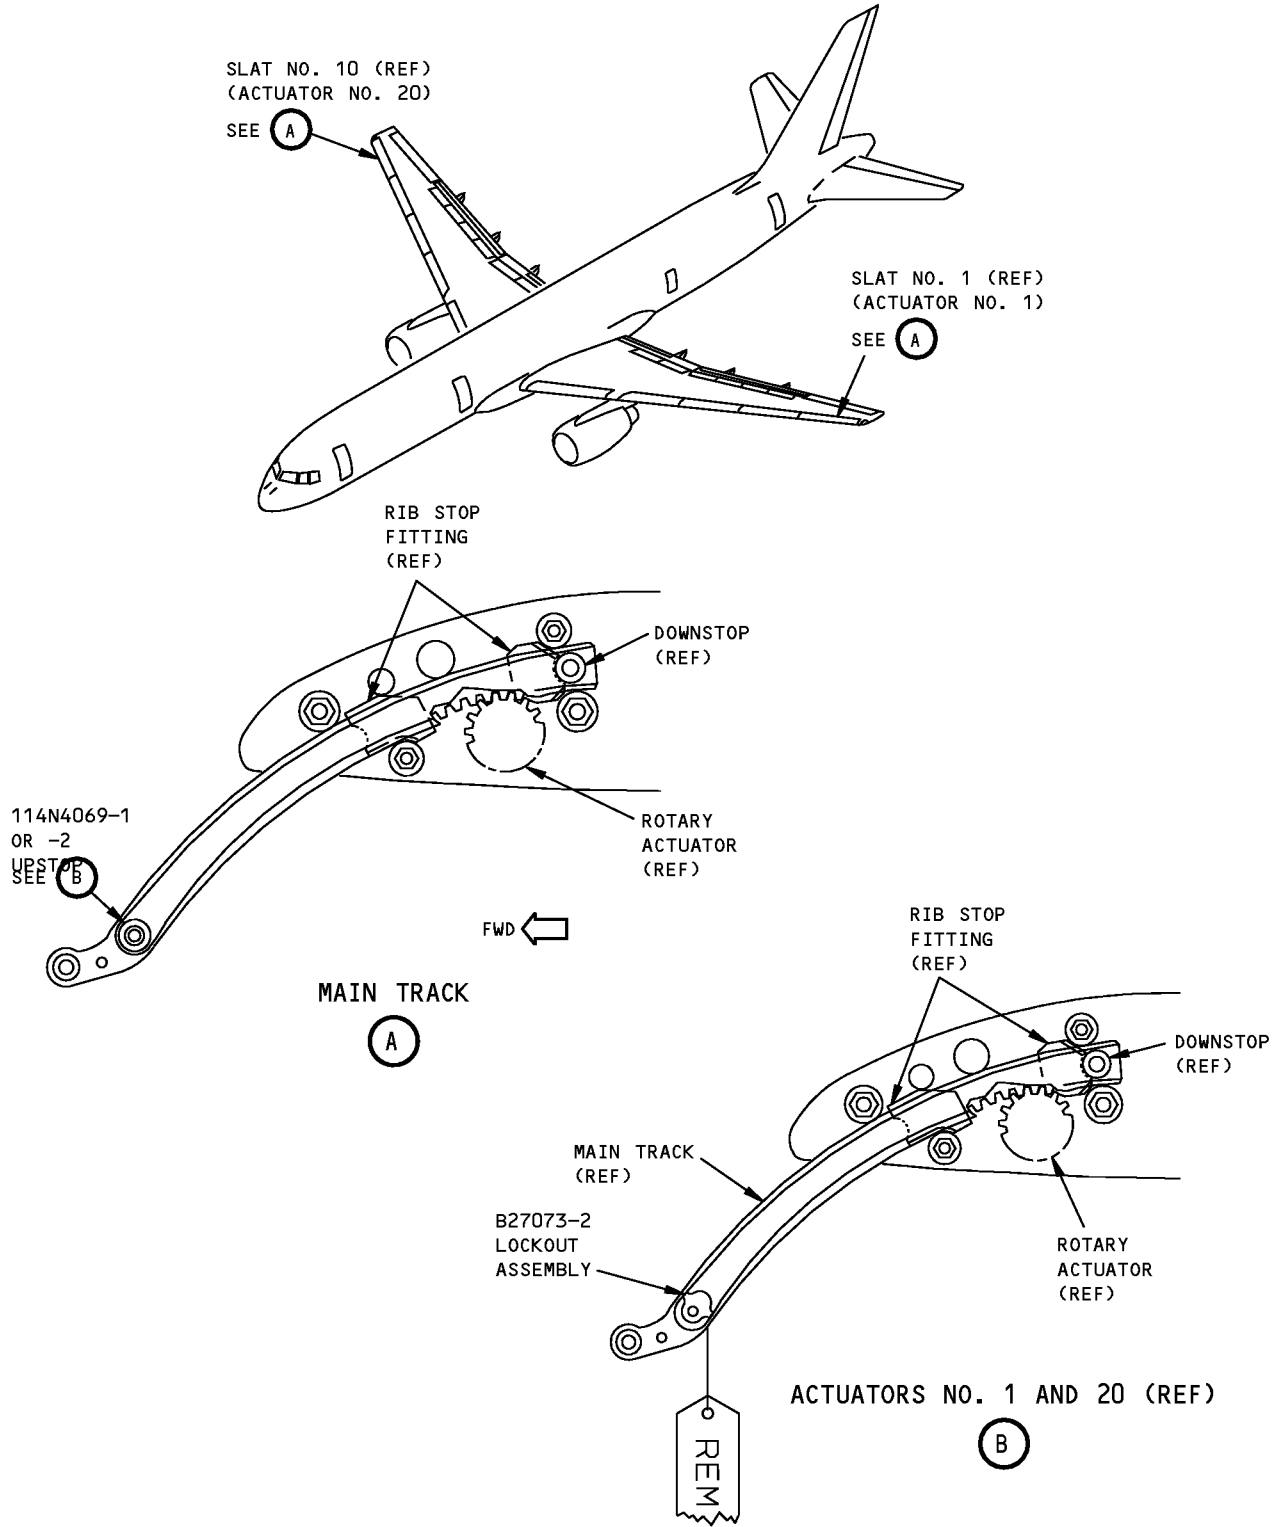 SLAT NO. 10 (REF)
(ACTUATOR NO. 20)
SEE A
SLAT NO. 1 (REF)
(ACTUATOR NO. 1)
SEE A
RIB STOP
FITTING
(REF)
DOWNSTOP
(REF)
ROTARY
ACTUATOR
(REF)
114N4069-1
OR -2
UPSTOP
SEE B
FWD
MAIN TRACK
A
RIB STOP
FITTING
(REF)
DOWNSTOP
(REF)
MAIN TRACK
(REF)
B27073-2
LOCKOUT
ASSEMBLY
ROTARY
ACTUATOR
(REF)
ACTUATORS NO. 1 AND 20 (REF)
B
REM